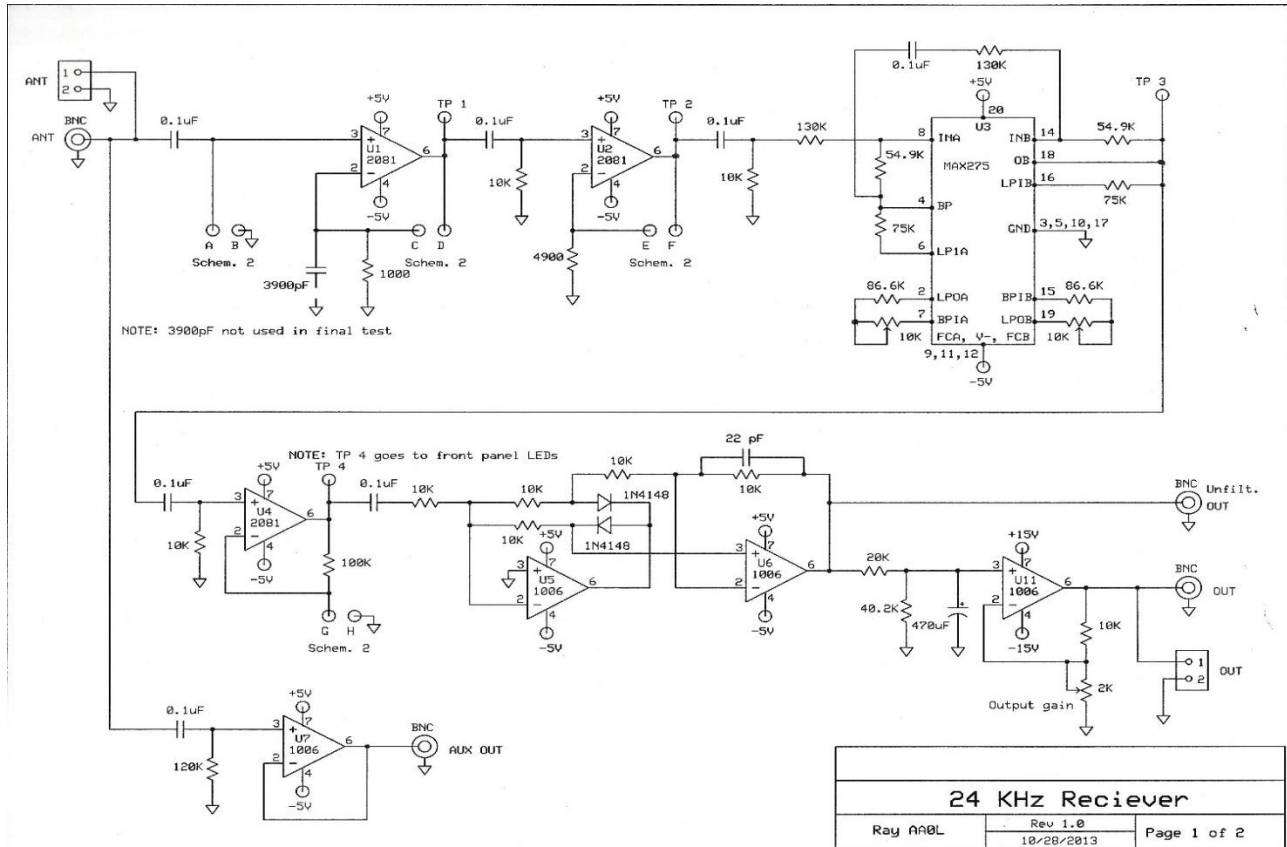 ANT
1
2
BNC
ANT
0.1uF
+5V
3
7
U1
2081
2
4
6
-5V
TP 1
A
B
Schem. 2
C
D
Schem. 2
3900pF
1000
NOTE: 3900pF not used in final test
0.1uF
10K
+5V
3
7
U2
2081
2
4
6
-5V
TP 2
4900
E
F
Schem. 2
0.1uF
10K
130K
0.1uF
130K
+5V
20
U3
MAX275
8
INA
54.9K
4
BP
75K
6
LP1A
86.6K
2
LPOA
7
BPIA
10K
FCA, V-, FCB
9,11,12
-5V
INB
14
54.9K
OB
18
LPIB
16
75K
GND
3,5,10,17
BPIB
15
86.6K
LPOB
19
10K
TP 3
NOTE: TP 4 goes to front panel LEDs
0.1uF
10K
+5V
3
7
U4
2081
2
4
6
-5V
TP 4
100K
G
H
Schem. 2
0.1uF
10K
10K
10K
10K
1N4148
1N4148
+5V
3
7
U5
1006
2
4
6
-5V
22 pF
10K
+5V
3
7
U6
1006
2
4
6
-5V
BNC
Unfilt.
OUT
20K
40.2K
470uF
+
+15V
3
7
U11
1006
2
4
6
-15V
10K
2K
Output gain
BNC
OUT
1
2
OUT
0.1uF
120K
+5V
3
7
U7
1006
2
4
6
-5V
BNC
AUX OUT
24 KHz Reciever
Ray AA0L
Rev 1.0
10/28/2013
Page 1 of 2